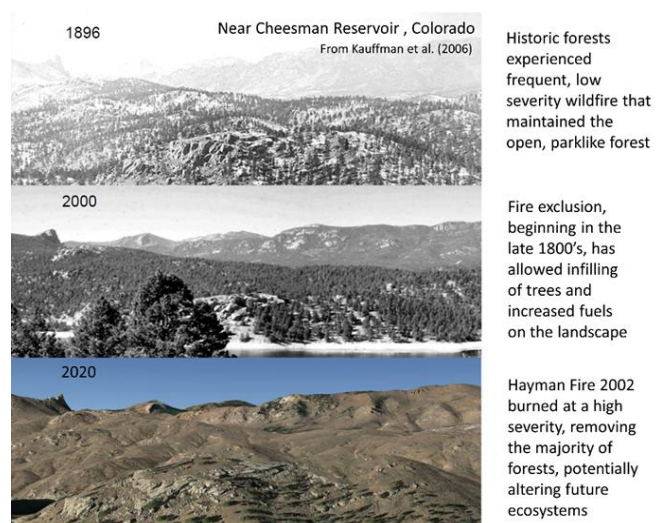 1896
Near Cheesman Reservoir , Colorado
From Kauffman et al. (2006)
Historic forests
experienced
frequent, low
severity wildfire that
maintained the
open, parklike forest
2000
Fire exclusion,
beginning in the
late 1800's, has
allowed infilling
of trees and
increased fuels
on the landscape
2020
Hayman Fire 2002
burned at a high
severity, removing
the majority of
forests, potentially
altering future
ecosystems